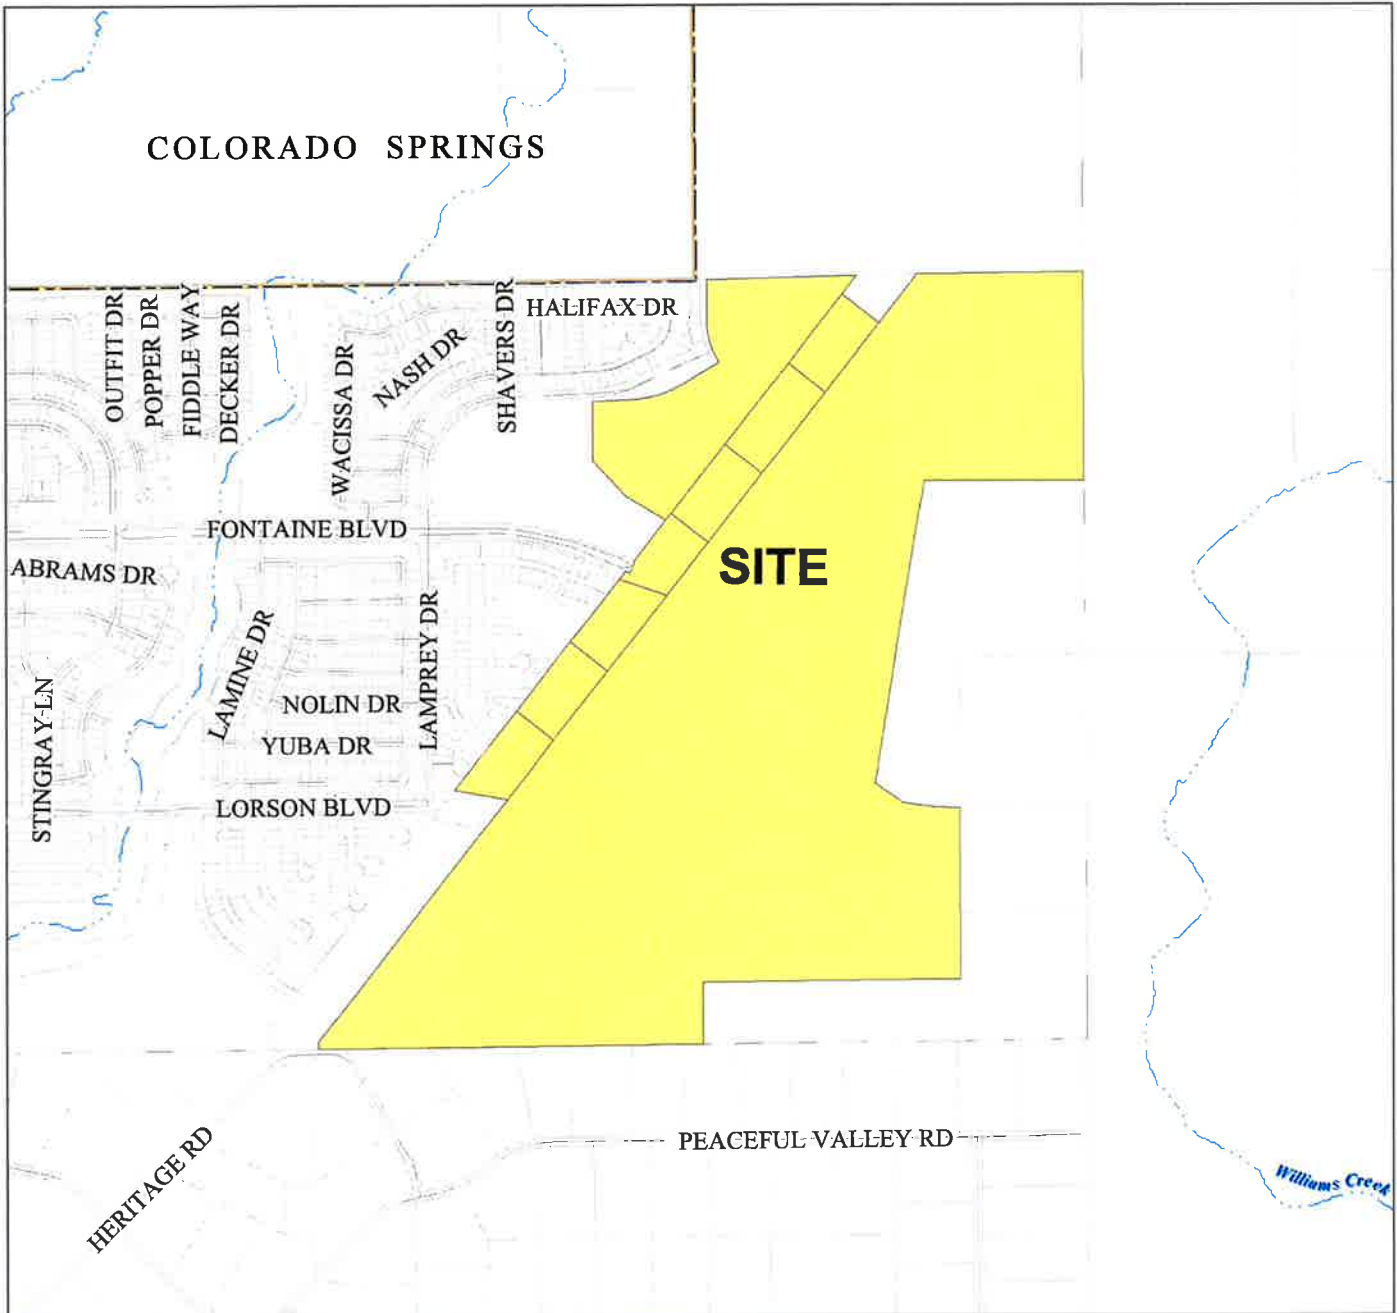 COLORADO SPRINGS
OUTFIT DR
POPPER DR
FIDDLE WAY
DECKER DR
WACISSA DR
NASH DR
SHAVERS DR
HALIFAX DR
FONTAINE BLVD
ABRAMS DR
SITE
LAMINE DR
LAMPREY DR
STINGRAY LN
NOLIN DR
YUBA DR
LORSON BLVD
HERITAGE RD
PEACEFUL VALLEY RD
Williams Creek